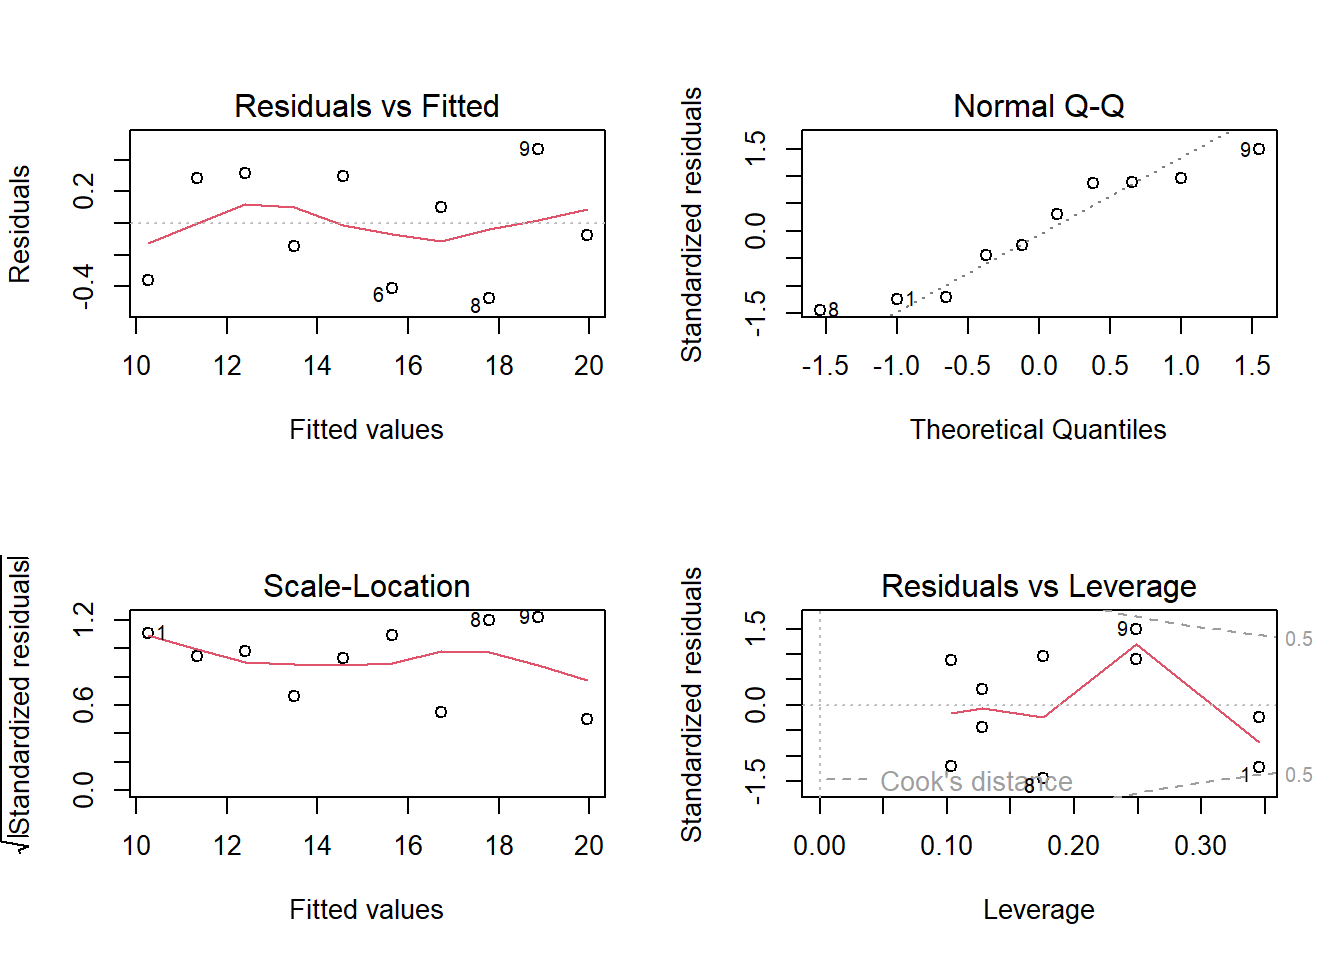 Residuals vs Fitted
Residuals
-0.4 0.2
9
6
8
10 12 14 16 18 20
Fitted values
Normal Q-Q
Standardized residuals
-1.5 0.0 1.5
9
1
8
-1.5 -1.0 -0.5 0.0 0.5 1.0 1.5
Theoretical Quantiles
Scale-Location
√|Standardized residuals|
0.0 0.6 1.2
1
8
9
10 12 14 16 18 20
Fitted values
Residuals vs Leverage
Standardized residuals
-1.5 0.0 1.5
9
0.5
1
0.5
Cook's distance
8
0.00 0.10 0.20 0.30
Leverage